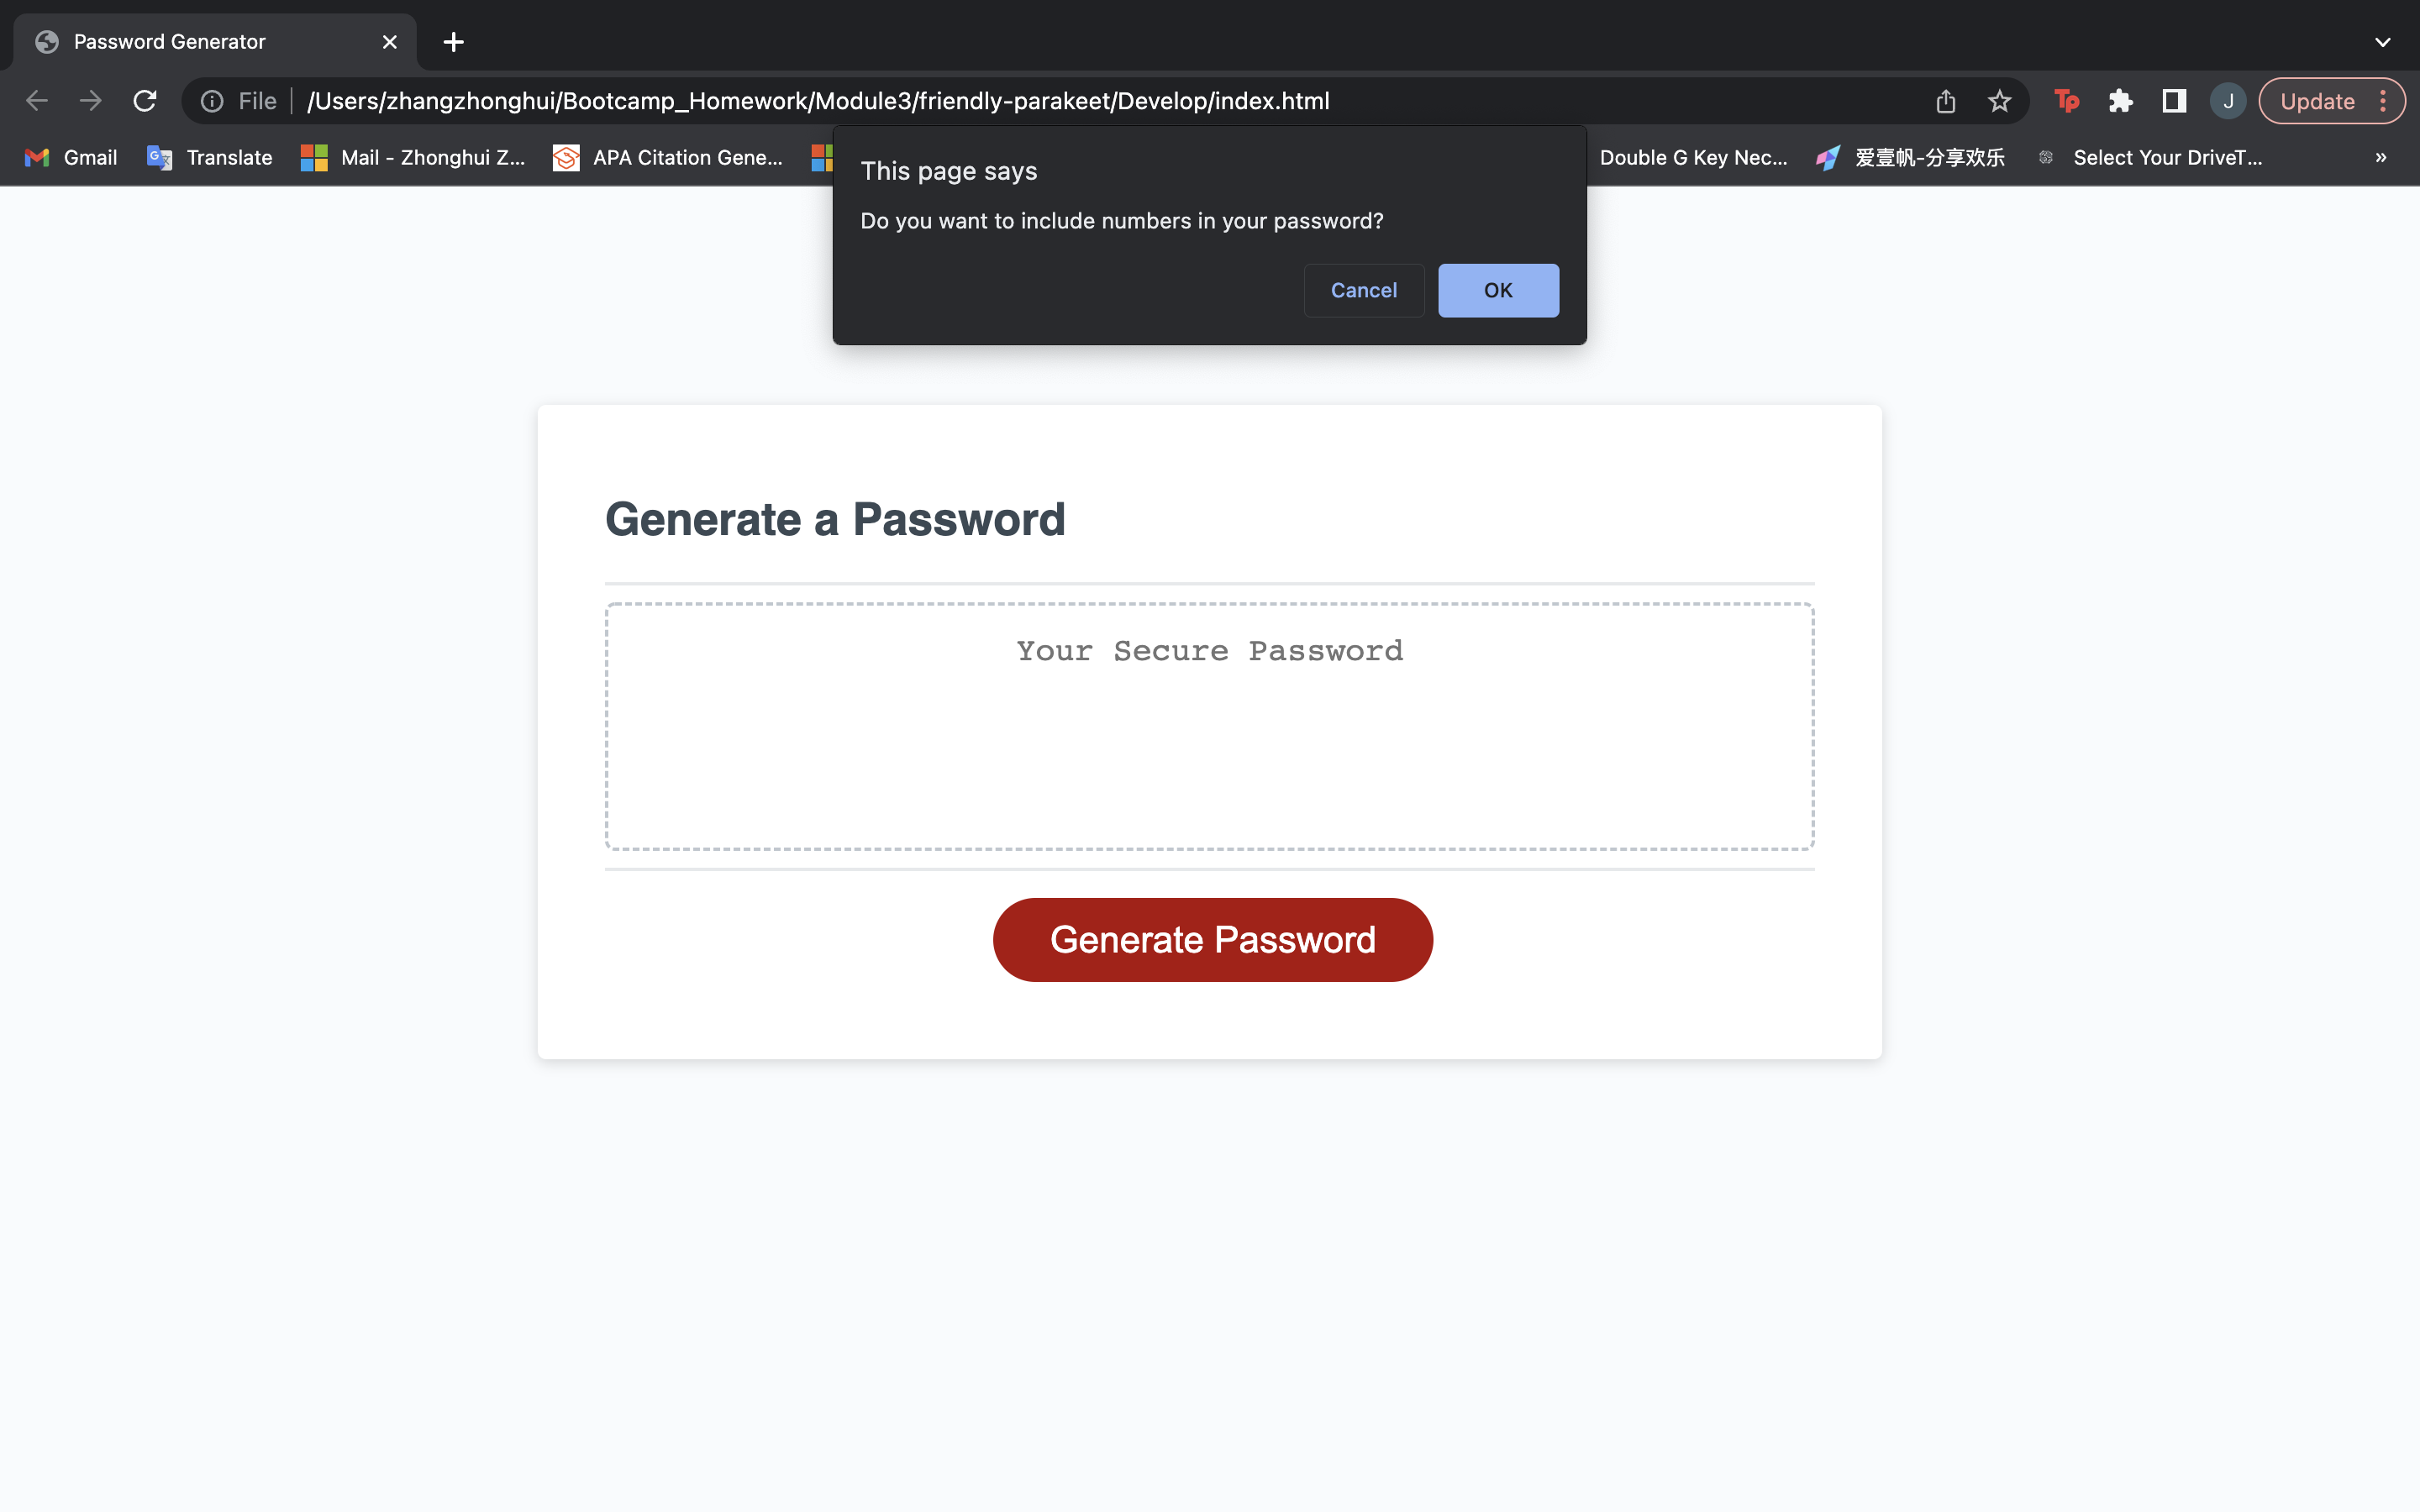 Password Generator
File /Users/zhangzhonghui/Bootcamp_Homework/Module3/friendly-parakeet/Develop/index.html
J
Update
Gmail
Translate
Mail - Zhonghui Z...
APA Citation Gene...
Double G Key Nec...
爱壹帆-分享欢乐
Select Your DriveT...
»
This page says
Do you want to include numbers in your password?
Cancel
OK
Generate a Password
Your Secure Password
Generate Password